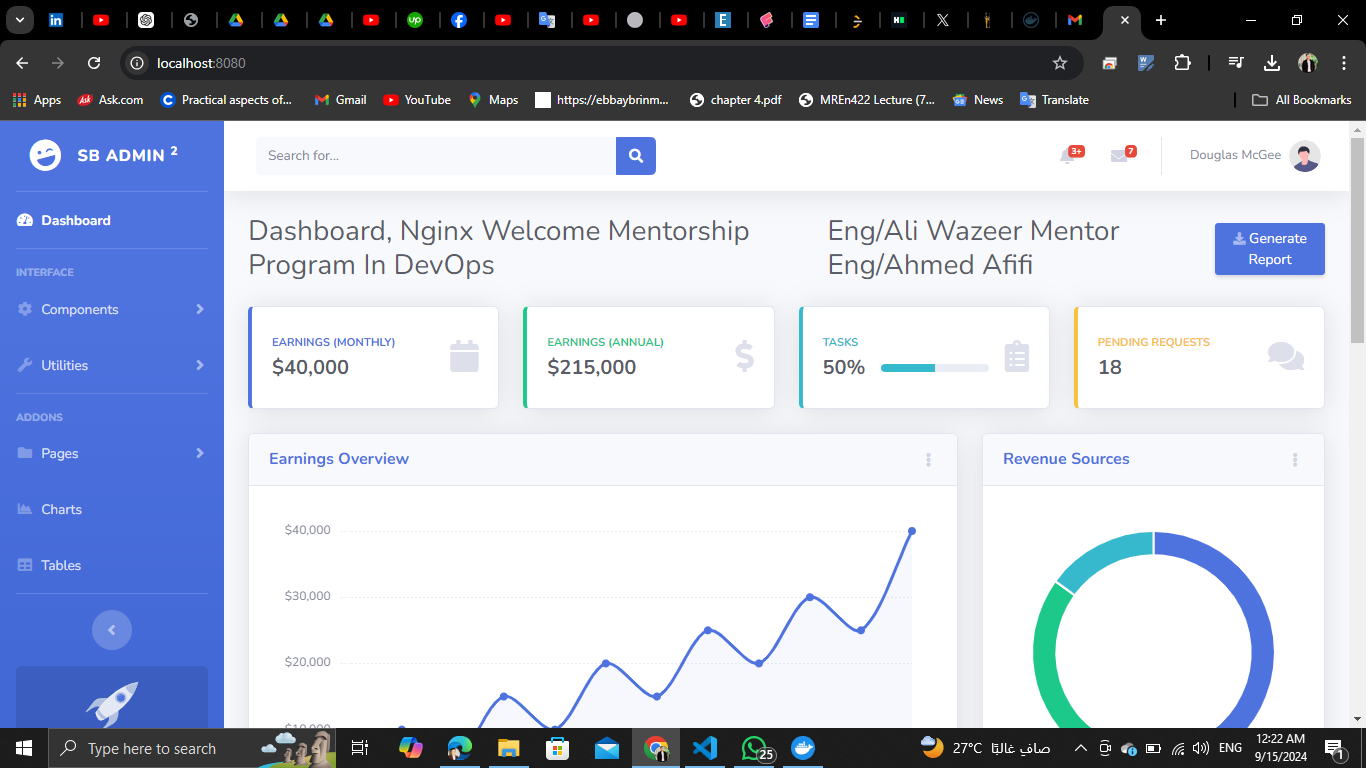 localhost:8080
Apps
Ask.com
Practical aspects of...
Gmail
YouTube
Maps
https://ebbaybrinm...
chapter 4.pdf
MREn422 Lecture (7...
News
Translate
All Bookmarks
SB ADMIN 2
Search for...
3+
7
Douglas McGee
Dashboard
INTERFACE
Components
Utilities
ADDONS
Pages
Charts
Tables
Dashboard, Nginx Welcome Mentorship
Program In DevOps
Eng/Ali Wazeer Mentor
Eng/Ahmed Afifi
Generate
Report
EARNINGS (MONTHLY)
$40,000
EARNINGS (ANNUAL)
$215,000
TASKS
50%
PENDING REQUESTS
18
Earnings Overview
$40,000
$30,000
$20,000
$10,000
Revenue Sources
Type here to search
25
27°C
صاف غالبًا
ENG
12:22 AM
9/15/2024
1